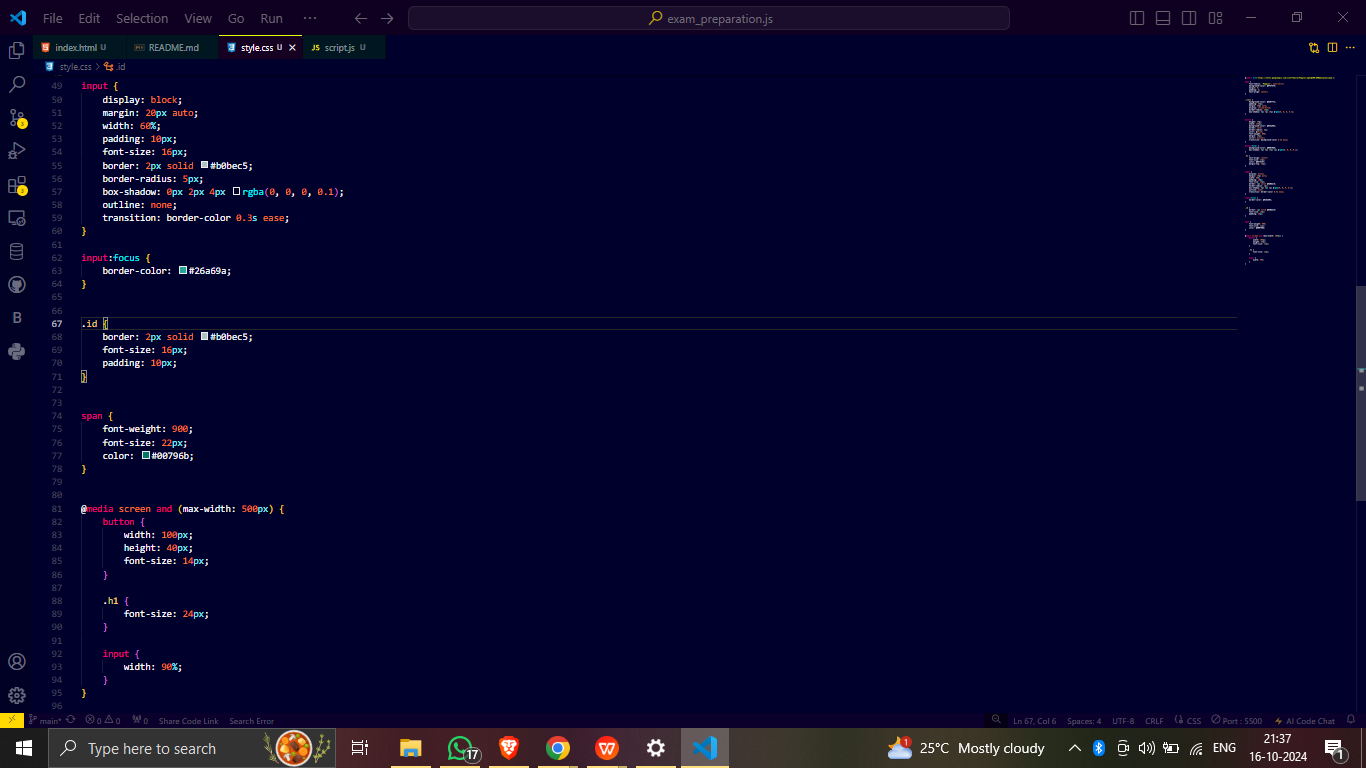 File Edit Selection View Go Run ··· exam_preparation.js
index.html U README.md style.css U script.js U
style.css > .id
49 input {
50 display: block;
51 margin: 20px auto;
52 width: 60%;
53 padding: 10px;
54 font-size: 16px;
55 border: 2px solid #b0bec5;
56 border-radius: 5px;
57 box-shadow: 0px 2px 4px rgba(0, 0, 0, 0.1);
58 outline: none;
59 transition: border-color 0.3s ease;
60 }
61
62 input:focus {
63 border-color: #26a69a;
64 }
65
66
67 .id {
68 border: 2px solid #b0bec5;
69 font-size: 16px;
70 padding: 10px;
71 }
72
73
74 span {
75 font-weight: 900;
76 font-size: 22px;
77 color: #00796b;
78 }
79
80
81 @media screen and (max-width: 500px) {
82 button {
83 width: 100px;
84 height: 40px;
85 font-size: 14px;
86 }
87
88 .h1 {
89 font-size: 24px;
90 }
91
92 input {
93 width: 90%;
94 }
95 }
96
main* 0 0 0 Share Code Link Search Error Ln 67, Col 6 Spaces: 4 UTF-8 CRLF CSS Port : 5500 AI Code Chat
Type here to search 17 1 25°C Mostly cloudy ENG 21:37
16-10-2024 1